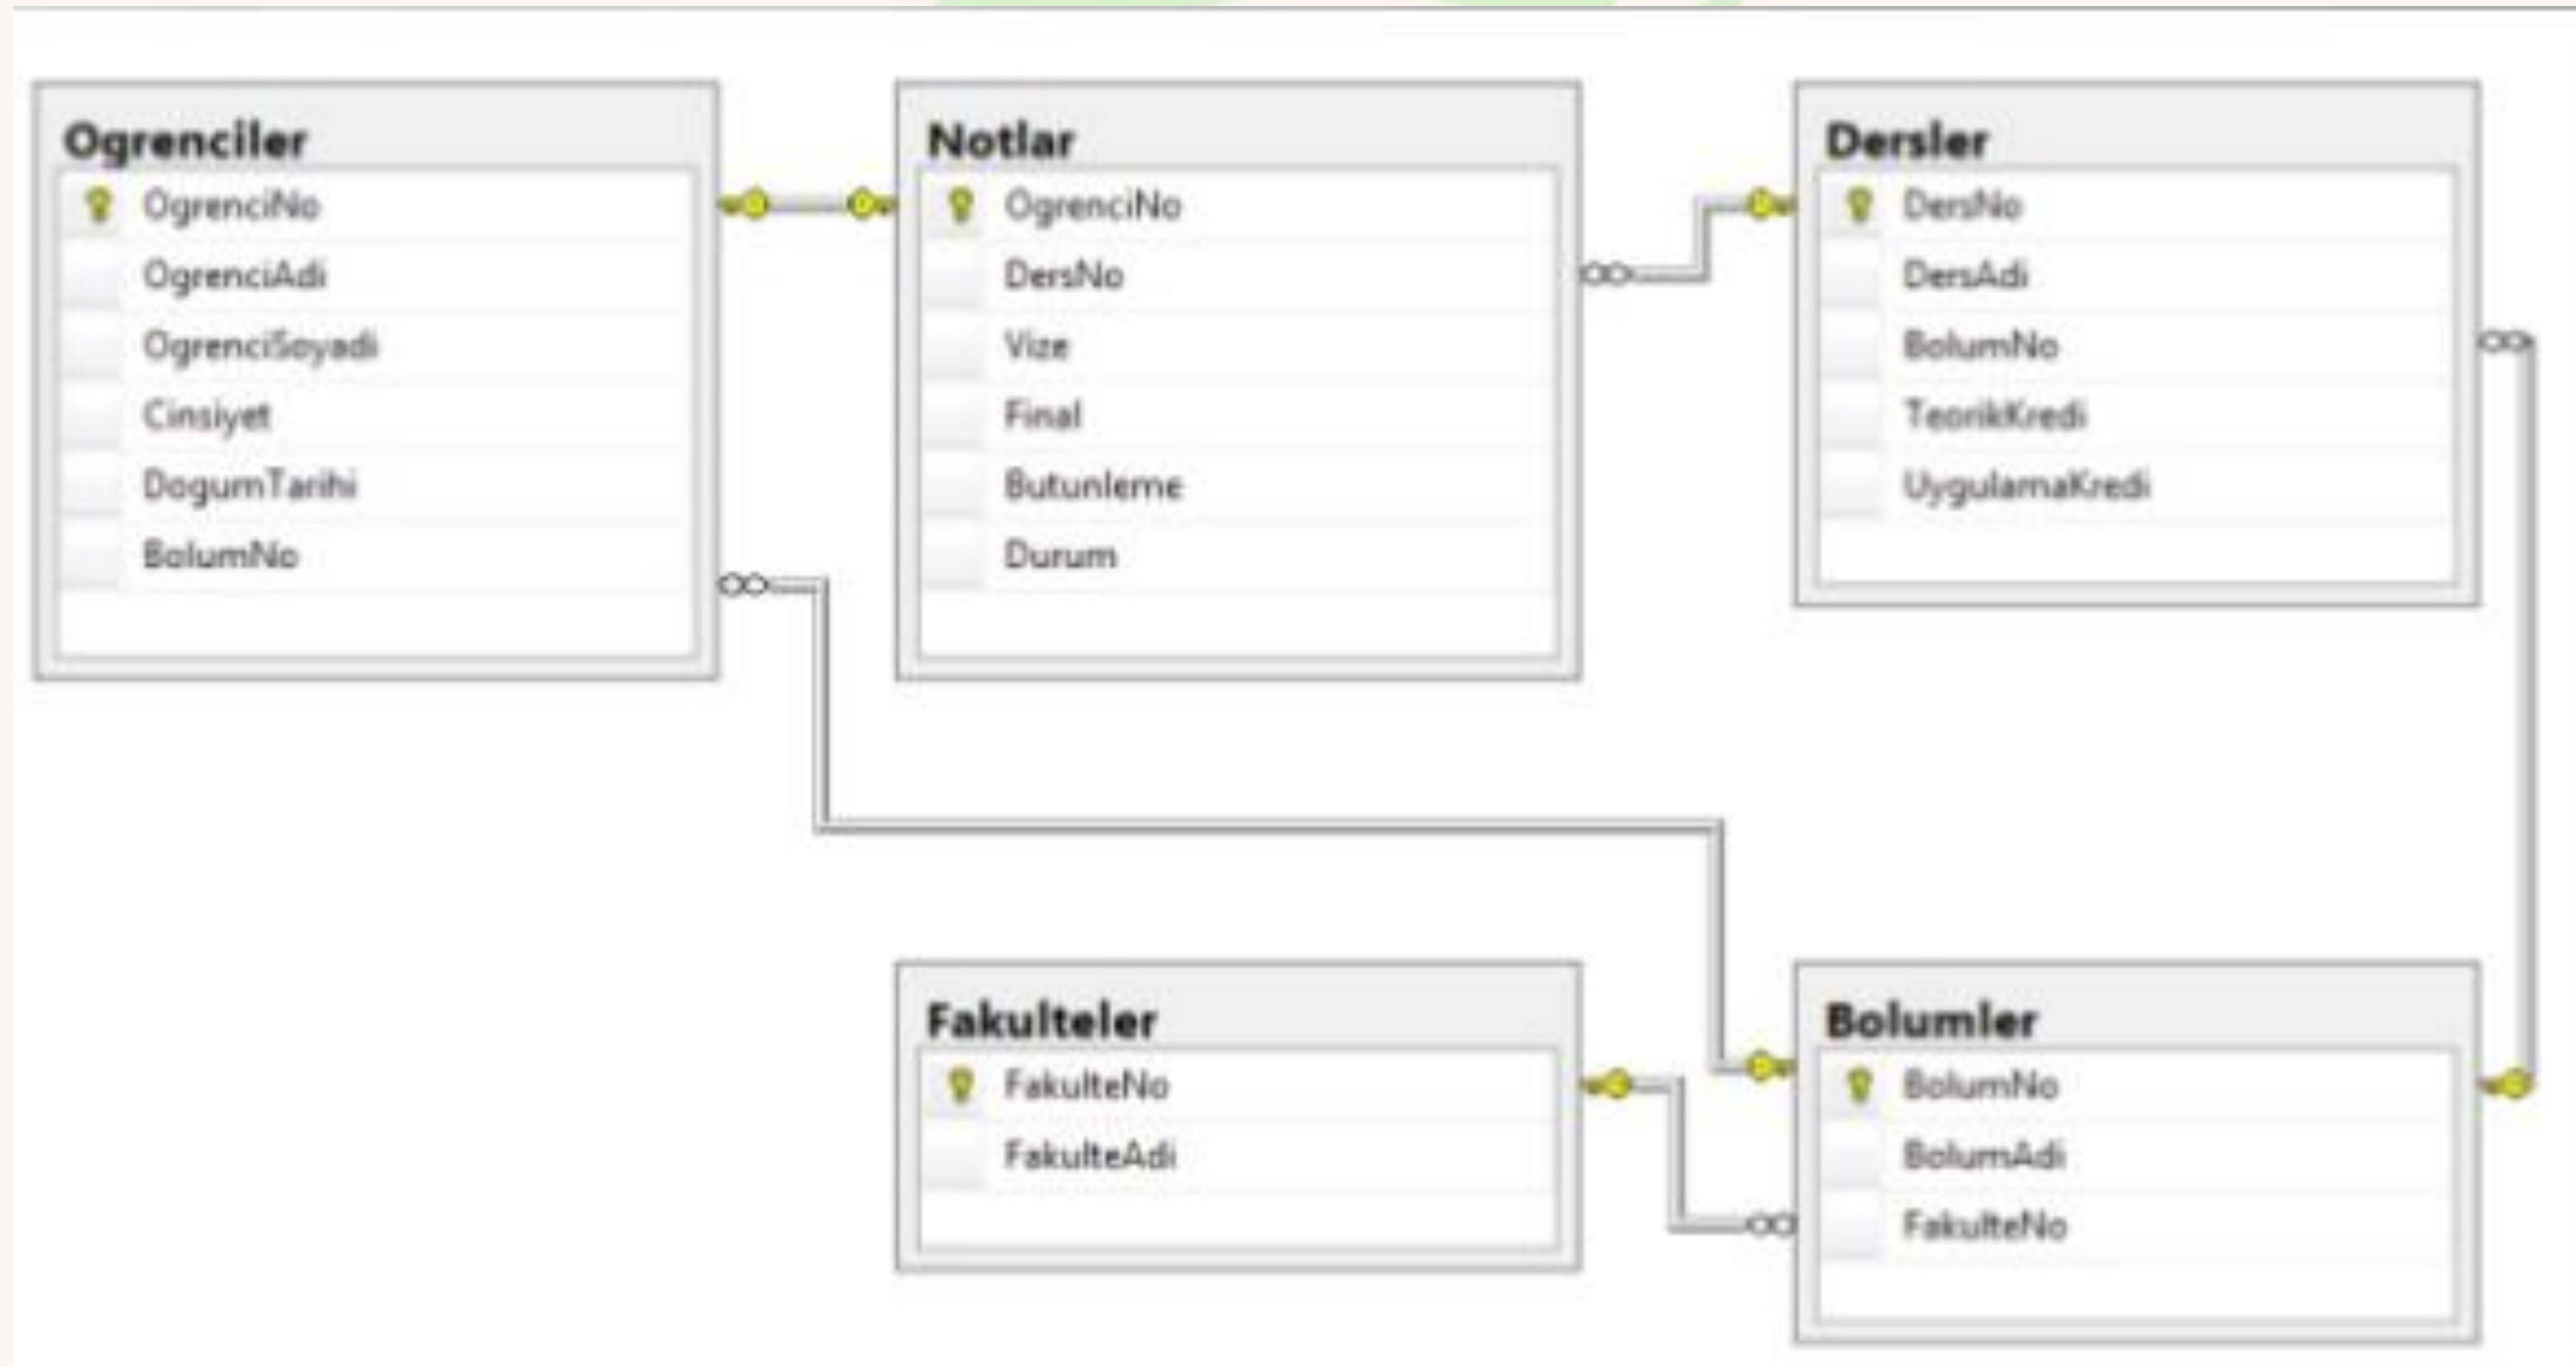 Ogrenciler
OgrenciNo
OgrenciAdi
OgrenciSoyadi
Cinsiyet
DogumTarihi
BolumNo
Notlar
OgrenciNo
DersNo
Vize
Final
Butunleme
Durum
Dersler
DersNo
DersAdi
BolumNo
TeorikKredi
UygulamaKredi
Fakulteler
FakulteNo
FakulteAdi
Bolumler
BolumNo
BolumAdi
FakulteNo